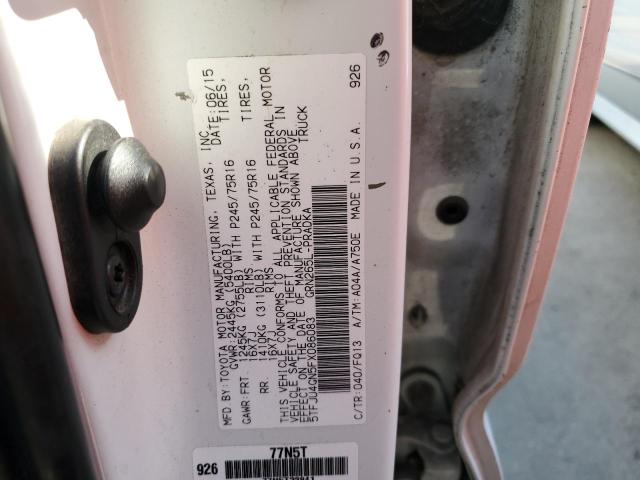 MFD BY:TOYOTA MOTOR MANUFACTURING, TEXAS, INC.
DATE: 06/15
GVWR:2445KG (5400LB)
GAWR:FRT. 1245KG (2755LB) WITH P245/75R16 TIRES,
16X7J RIMS
RR. 1410KG (3110LB) WITH P245/75R16 TIRES,
16X7J RIMS
THIS VEHICLE CONFORMS TO ALL APPLICABLE FEDERAL MOTOR
VEHICLE SAFETY AND THEFT PREVENTION STANDARDS IN
EFFECT ON THE DATE OF MANUFACTURE SHOWN ABOVE.
5TFJU4GN5FX086083 GRN265L-PRADKA TRUCK
C/TR:040/FQ13 A/TM:A04A/A750E MADE IN U.S.A. 926
77N5T
926